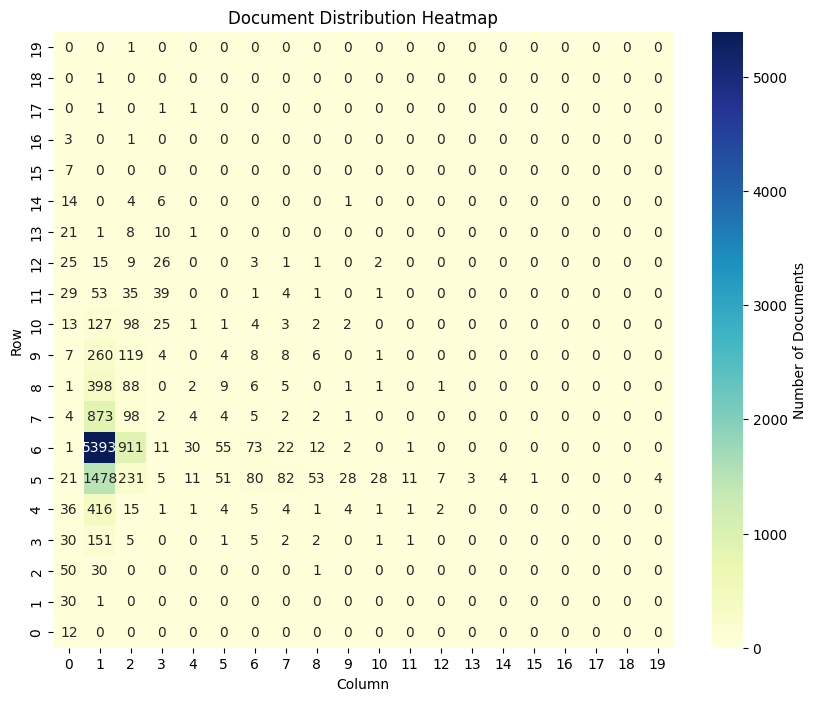 Document Distribution Heatmap
19 0 0 1 0 0 0 0 0 0 0 0 0 0 0 0 0 0 0 0 0
18 0 1 0 0 0 0 0 0 0 0 0 0 0 0 0 0 0 0 0 0
17 0 1 0 1 1 0 0 0 0 0 0 0 0 0 0 0 0 0 0 0
16 3 0 1 0 0 0 0 0 0 0 0 0 0 0 0 0 0 0 0 0
15 7 0 0 0 0 0 0 0 0 0 0 0 0 0 0 0 0 0 0 0
14 14 0 4 6 0 0 0 0 0 1 0 0 0 0 0 0 0 0 0 0
13 21 1 8 10 1 0 0 0 0 0 0 0 0 0 0 0 0 0 0 0
12 25 15 9 26 0 0 3 1 1 0 2 0 0 0 0 0 0 0 0 0
11 29 53 35 39 0 0 1 4 1 0 1 0 0 0 0 0 0 0 0 0
10 13 127 98 25 1 1 4 3 2 2 0 0 0 0 0 0 0 0 0 0
9 7 260 119 4 0 4 8 8 6 0 1 0 0 0 0 0 0 0 0 0
8 1 398 88 0 2 9 6 5 0 1 1 0 1 0 0 0 0 0 0 0
7 4 873 98 2 4 4 5 2 2 1 0 0 0 0 0 0 0 0 0 0
6 1 5393 911 11 30 55 73 22 12 2 0 1 0 0 0 0 0 0 0 0
5 21 1478 231 5 11 51 80 82 53 28 28 11 7 3 4 1 0 0 0 4
4 36 416 15 1 1 4 5 4 1 4 1 1 2 0 0 0 0 0 0 0
3 30 151 5 0 0 1 5 2 2 0 1 1 0 0 0 0 0 0 0 0
2 50 30 0 0 0 0 0 0 1 0 0 0 0 0 0 0 0 0 0 0
1 30 1 0 0 0 0 0 0 0 0 0 0 0 0 0 0 0 0 0 0
0 12 0 0 0 0 0 0 0 0 0 0 0 0 0 0 0 0 0 0 0
0 1 2 3 4 5 6 7 8 9 10 11 12 13 14 15 16 17 18 19
Column
Row
5000
4000
3000
2000
1000
0
Number of Documents